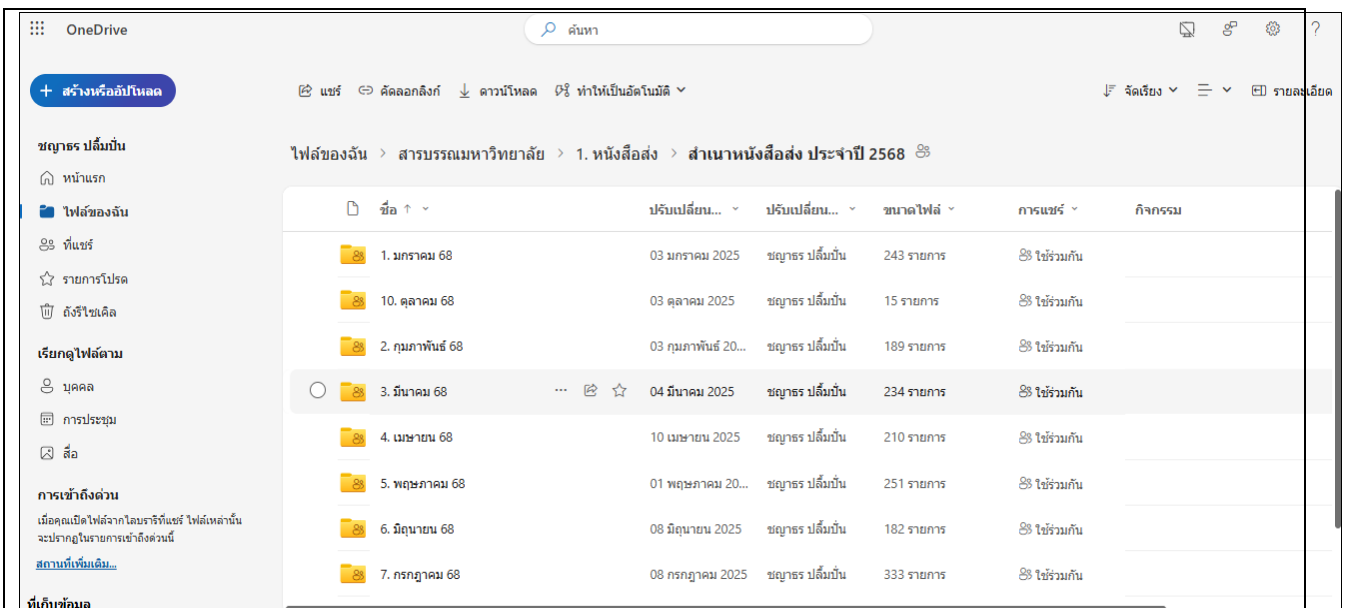 OneDrive
ค้นหา
สร้างหรืออัปโหลด
แชร์ คัดลอกลิงก์ ดาวน์โหลด ทำให้เป็นอัตโนมัติ จัดเรียง รายละเอียด
ชญาธร ปลื้มปั่น
หน้าแรก
ไฟล์ของฉัน
ที่แชร์
รายการโปรด
ถังรีไซเคิล
เรียกดูไฟล์ตาม
บุคคล
การประชุม
สื่อ
การเข้าถึงด่วน
เมื่อคุณเปิดไฟล์จากไลบรารีที่แชร์ ไฟล์เหล่านั้น
จะปรากฏในรายการเข้าถึงด่วนนี้
สถานที่เพิ่มเติม...
ที่เก็บข้อมูล
ไฟล์ของฉัน > สารบรรณมหาวิทยาลัย > 1. หนังสือส่ง > สำเนาหนังสือส่ง ประจำปี 2568
ชื่อ ปรับเปลี่ยน... ปรับเปลี่ยน... ขนาดไฟล์ การแชร์ กิจกรรม
1. มกราคม 68 03 มกราคม 2025 ชญาธร ปลื้มปั่น 243 รายการ ใช้ร่วมกัน
10. ตุลาคม 68 03 ตุลาคม 2025 ชญาธร ปลื้มปั่น 15 รายการ ใช้ร่วมกัน
2. กุมภาพันธ์ 68 03 กุมภาพันธ์ 20... ชญาธร ปลื้มปั่น 189 รายการ ใช้ร่วมกัน
3. มีนาคม 68 04 มีนาคม 2025 ชญาธร ปลื้มปั่น 234 รายการ ใช้ร่วมกัน
4. เมษายน 68 10 เมษายน 2025 ชญาธร ปลื้มปั่น 210 รายการ ใช้ร่วมกัน
5. พฤษภาคม 68 01 พฤษภาคม 20... ชญาธร ปลื้มปั่น 251 รายการ ใช้ร่วมกัน
6. มิถุนายน 68 08 มิถุนายน 2025 ชญาธร ปลื้มปั่น 182 รายการ ใช้ร่วมกัน
7. กรกฎาคม 68 08 กรกฎาคม 2025 ชญาธร ปลื้มปั่น 333 รายการ ใช้ร่วมกัน